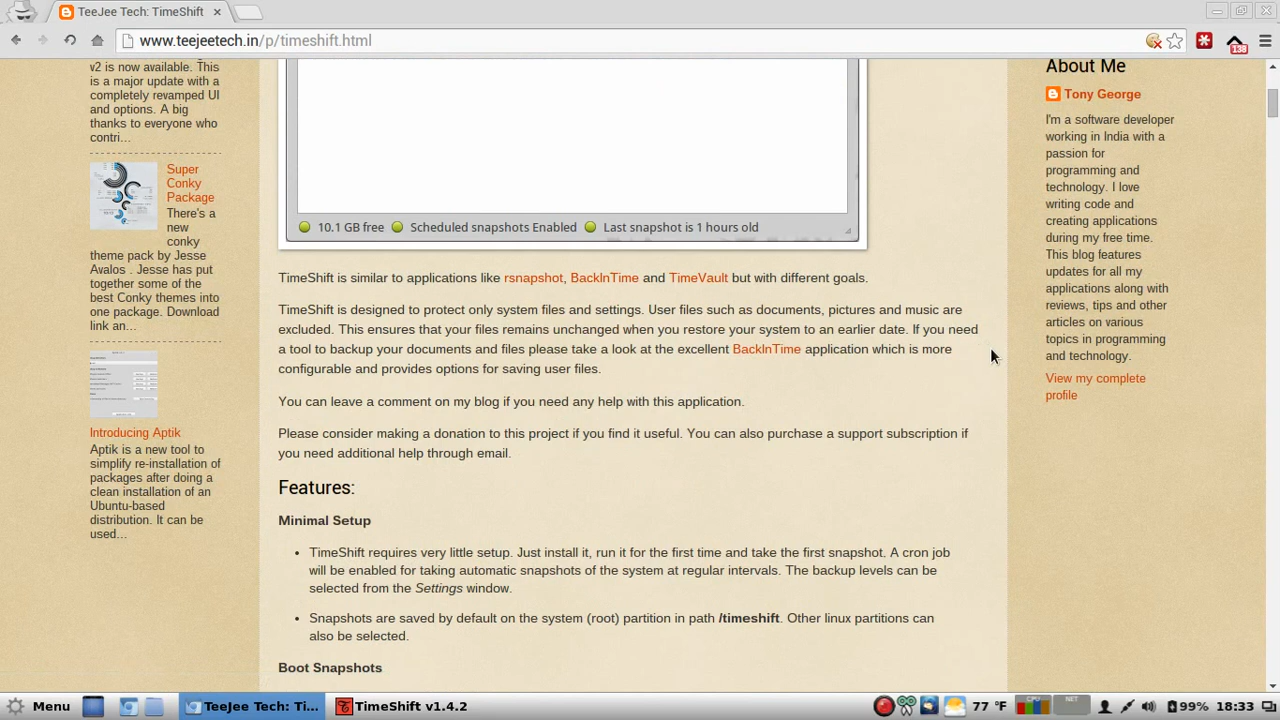 TeeJee Tech: TimeShift
www.teejeetech.in/p/timeshift.html
138
v2 is now available. This
is a major update with a
completely revamped UI
and options. A big
thanks to everyone who
contri...
Super
Conky
Package
There's a
new
conky
theme pack by Jesse
Avalos . Jesse has put
together some of the
best Conky themes into
one package. Download
link an...
Introducing Aptik
Aptik is a new tool to
simplify re-installation of
packages after doing a
clean installation of an
Ubuntu-based
distribution. It can be
used...
10.1 GB free Scheduled snapshots Enabled Last snapshot is 1 hours old
TimeShift is similar to applications like rsnapshot, BackInTime and TimeVault but with different goals.
TimeShift is designed to protect only system files and settings. User files such as documents, pictures and music are
excluded. This ensures that your files remains unchanged when you restore your system to an earlier date. If you need
a tool to backup your documents and files please take a look at the excellent BackInTime application which is more
configurable and provides options for saving user files.
You can leave a comment on my blog if you need any help with this application.
Please consider making a donation to this project if you find it useful. You can also purchase a support subscription if
you need additional help through email.
Features:
Minimal Setup
• TimeShift requires very little setup. Just install it, run it for the first time and take the first snapshot. A cron job
will be enabled for taking automatic snapshots of the system at regular intervals. The backup levels can be
selected from the Settings window.
• Snapshots are saved by default on the system (root) partition in path /timeshift. Other linux partitions can
also be selected.
Boot Snapshots
About Me
Tony George
I'm a software developer
working in India with a
passion for
programming and
technology. I love
writing code and
creating applications
during my free time.
This blog features
updates for all my
applications along with
reviews, tips and other
articles on various
topics in programming
and technology.
View my complete
profile
Menu TeeJee Tech: Ti... TimeShift v1.4.2 77 °F CPU NET 99% 18:33